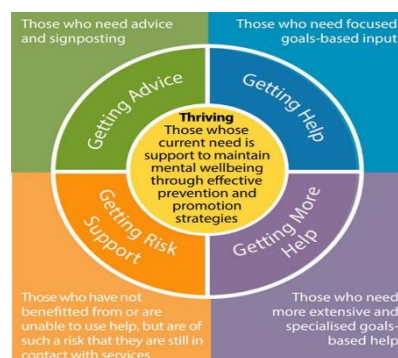 Those who need advice
and signposting
Those who need focused
goals-based input
Getting Advice
Getting Help
Thriving
Those whose
current need is
support to maintain
mental wellbeing
through effective
prevention and
promotion
strategies
Getting Risk
Support
Getting More
Help
Those who have not
benefitted from or are
unable to use help, but are of
such a risk that they are still in
contact with services
Those who need
more extensive and
specialised goals-
based help